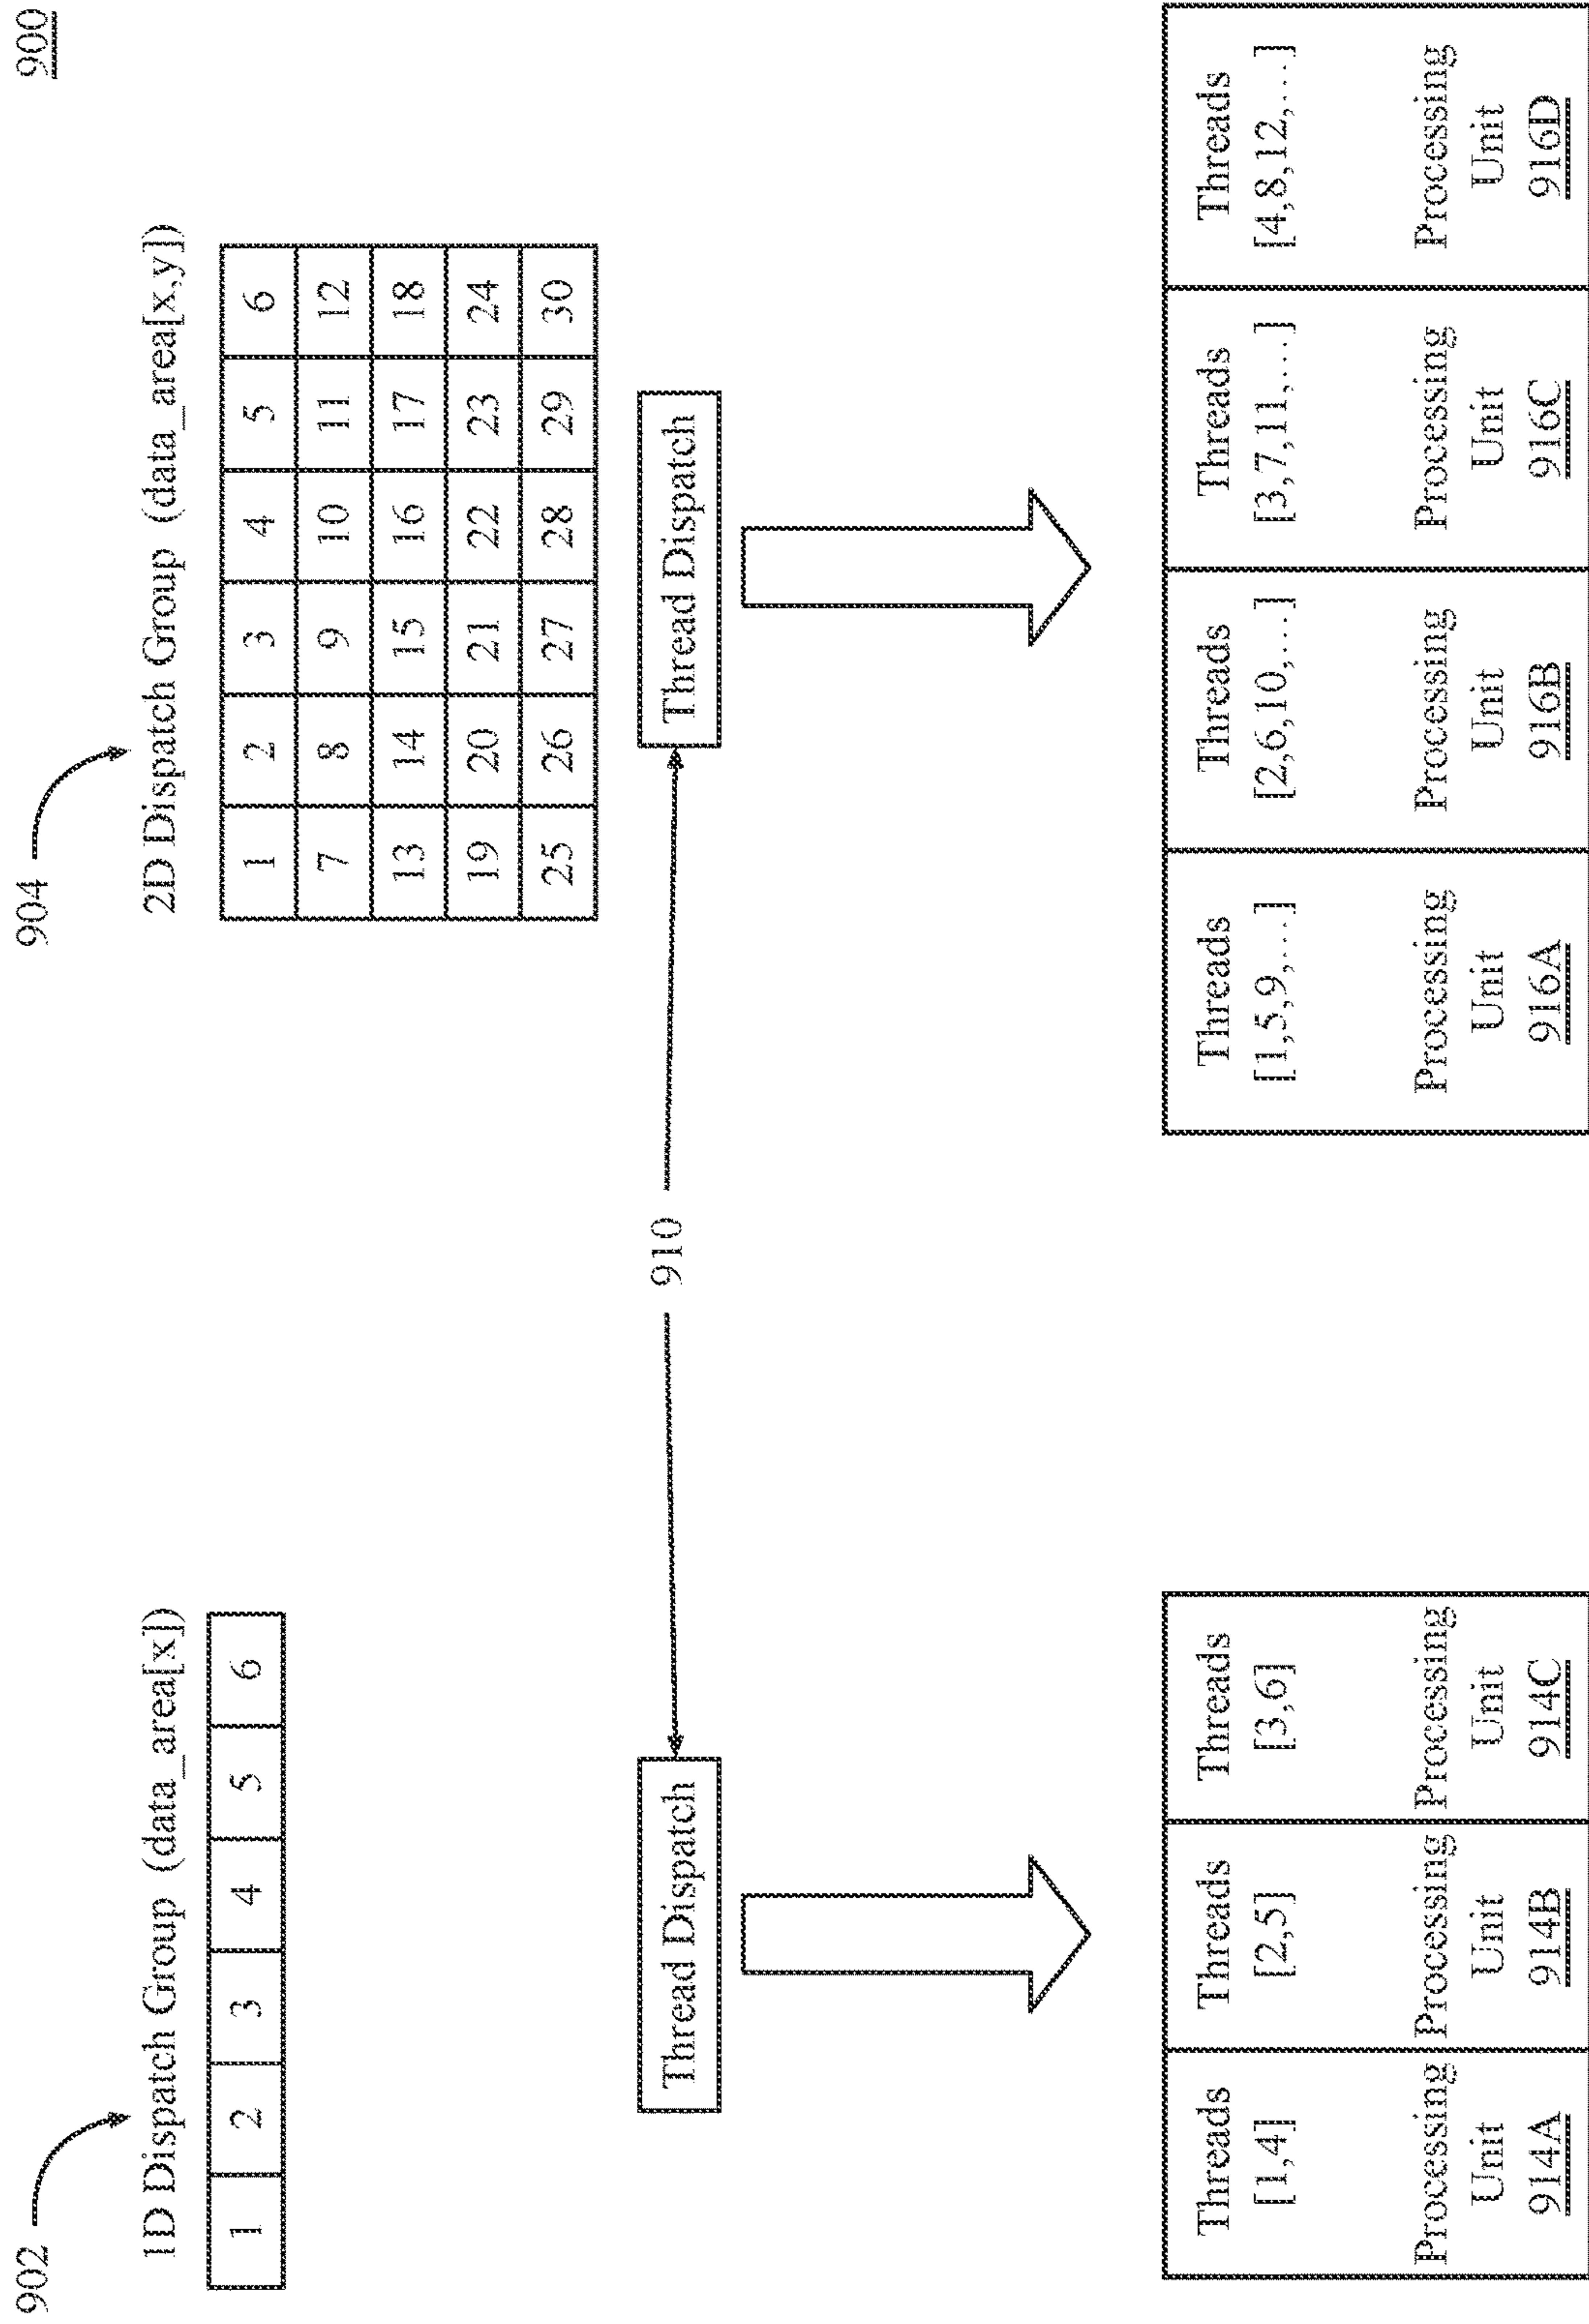 900
902
1D Dispatch Group (data_area[x])
1 2 3 4 5 6
Thread Dispatch
Threads
[1,4]
Processing
Unit
914A
Threads
[2,5]
Processing
Unit
914B
Threads
[3,6]
Processing
Unit
914C
910
904
2D Dispatch Group (data_area[x,y])
1 2 3 4 5 6
7 8 9 10 11 12
13 14 15 16 17 18
19 20 21 22 23 24
25 26 27 28 29 30
Thread Dispatch
Threads
[1,5,9,...]
Processing
Unit
916A
Threads
[2,6,10,...]
Processing
Unit
916B
Threads
[3,7,11,...]
Processing
Unit
916C
Threads
[4,8,12,...]
Processing
Unit
916D